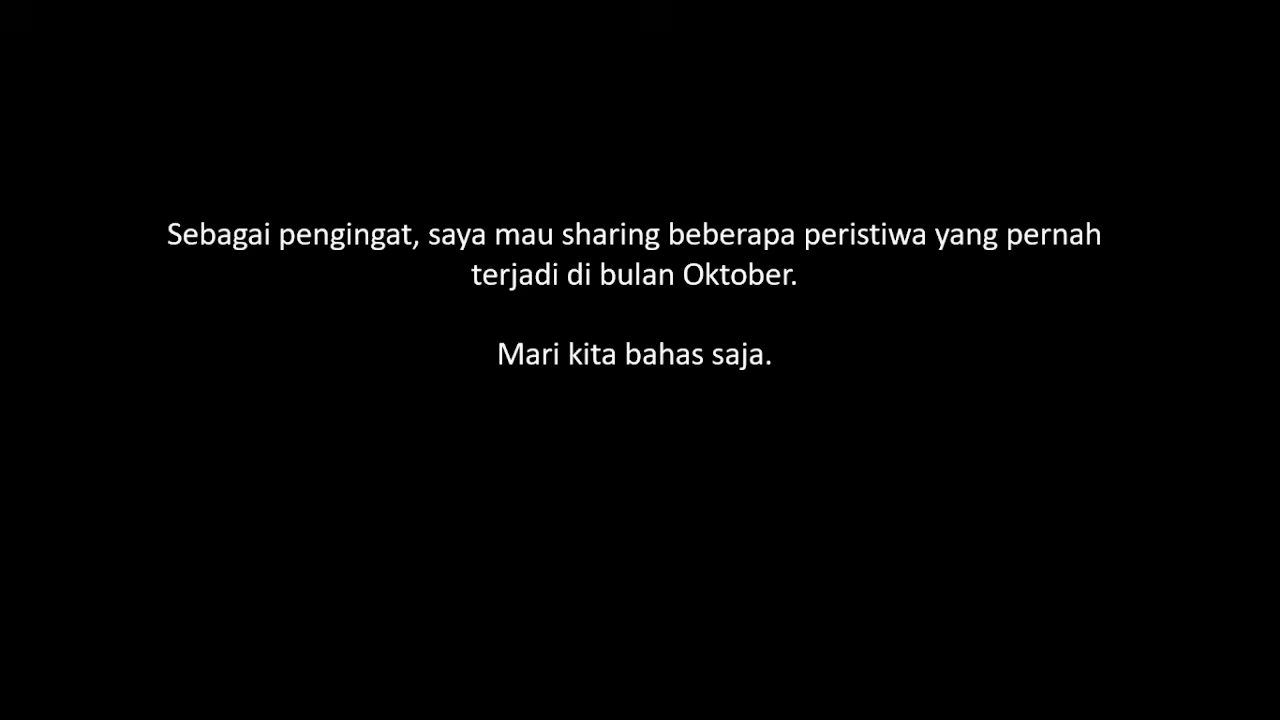 Sebagai pengingat, saya mau sharing beberapa peristiwa yang pernah
terjadi di bulan Oktober.
Mari kita bahas saja.